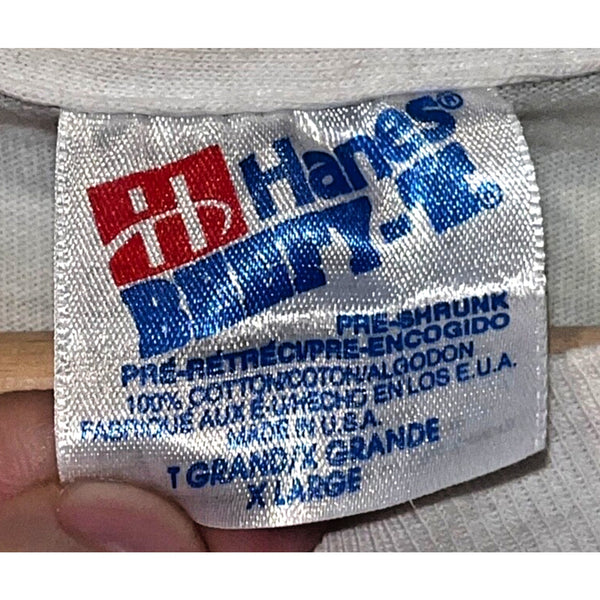 Hanes®
BEEFY-T®
PRE-SHRUNK
PRÉ-RÉTRÉCI/PRE-ENCOGIDO
100% COTTON/COTON/ALGODON
FABRIQUÉ AUX É-U./HECHO EN LOS E.U.A.
MADE IN U.S.A.
T GRAND/X GRANDE
X LARGE